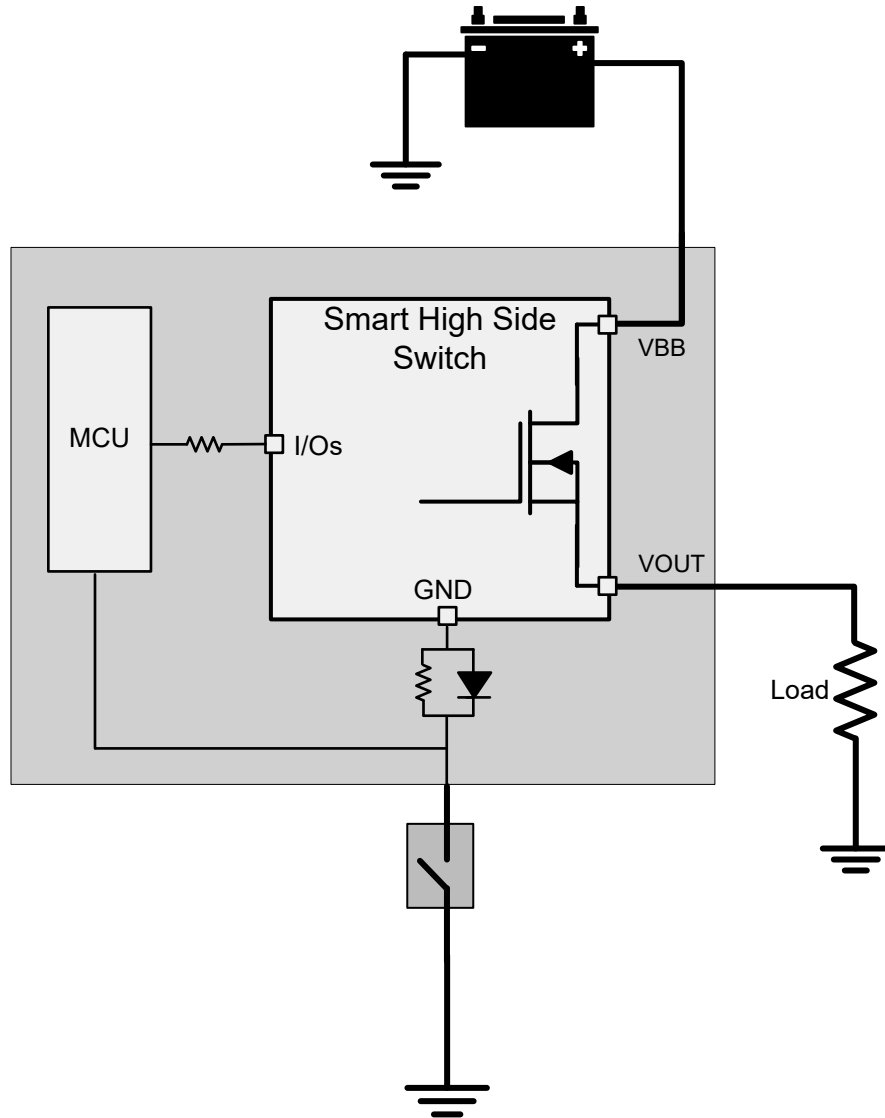 - +
Smart High Side
Switch
VBB
MCU
I/Os
VOUT
GND
Load